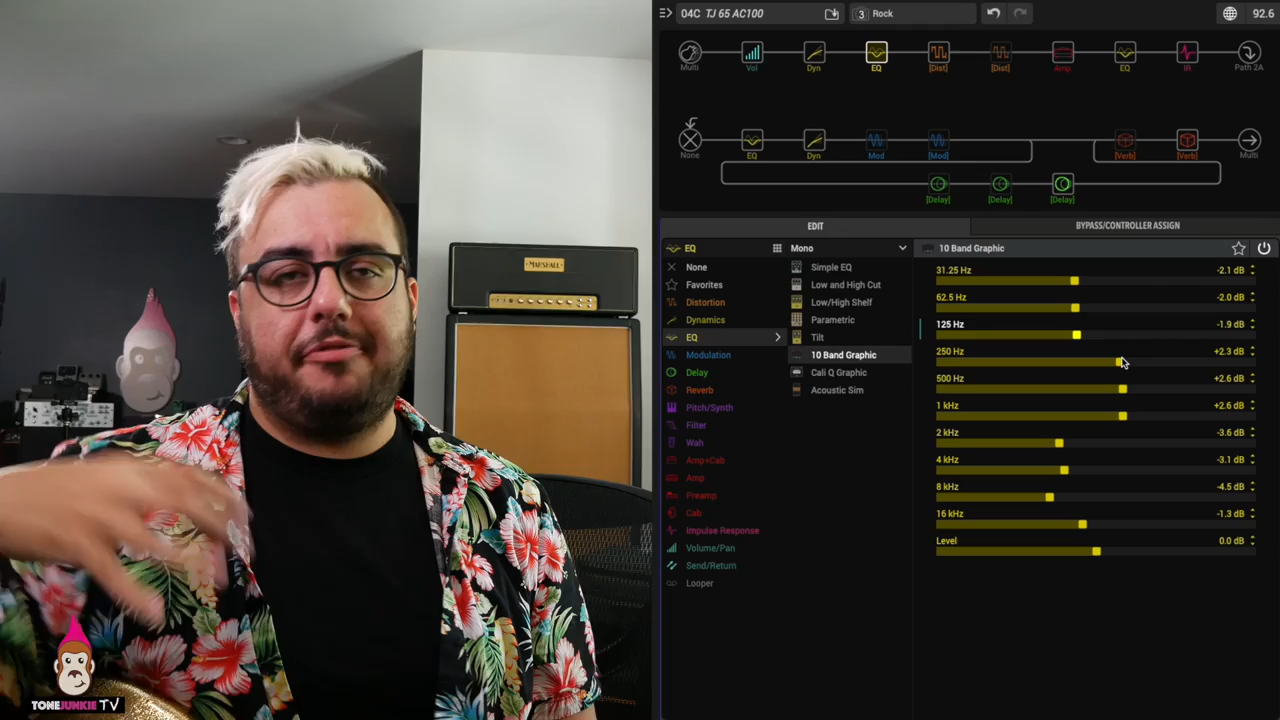 04C TJ 65 AC100
3 Rock
92.6
Multi
Vol
Dyn
EQ
[Dist]
[Dist]
Amp
EQ
IR
Path 2A
None
EQ
Dyn
Mod
[Mod]
[Verb]
[Verb]
Multi
[Delay]
[Delay]
[Delay]
EDIT
BYPASS/CONTROLLER ASSIGN
EQ
Mono
10 Band Graphic
None
Favorites
Distortion
Dynamics
EQ
Modulation
Delay
Reverb
Pitch/Synth
Filter
Wah
Amp+Cab
Amp
Preamp
Cab
Impulse Response
Volume/Pan
Send/Return
Looper
Simple EQ
Low and High Cut
Low/High Shelf
Parametric
Tilt
10 Band Graphic
Cali Q Graphic
Acoustic Sim
31.25 Hz -2.1 dB
62.5 Hz -2.0 dB
125 Hz -1.9 dB
250 Hz +2.3 dB
500 Hz +2.6 dB
1 kHz +2.6 dB
2 kHz -3.6 dB
4 kHz -3.1 dB
8 kHz -4.5 dB
16 kHz -1.3 dB
Level 0.0 dB
MARSHALL
TONEJUNKIE TV